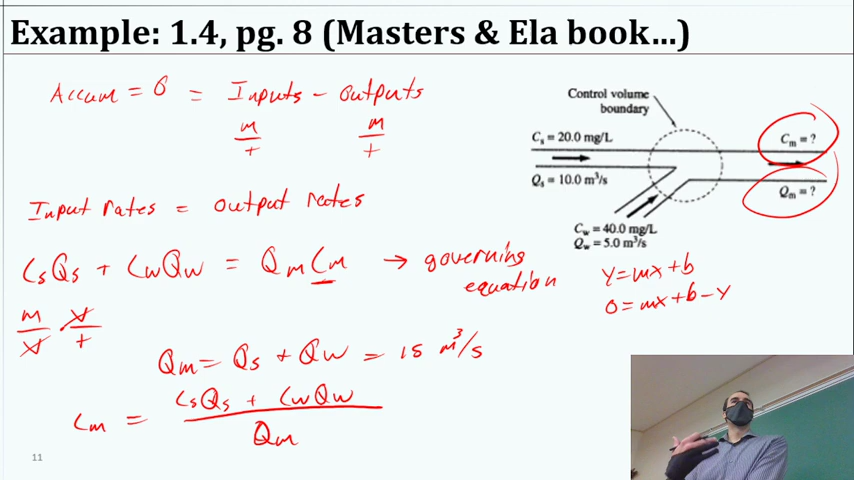 Example: 1.4, pg. 8 (Masters & Ela book...)
Accum = 0 = Inputs - outputs
m/t m/t
Input rates = output rates
CsQs + CwQw = QmCm → governing equation
m/v · v/t
Qm = Qs + Qw = 15 m³/s
Cm = CsQs + CwQw / Qm
Control volume
boundary
Cs = 20.0 mg/L
Qs = 10.0 m³/s
Cm = ?
Qm = ?
Cw = 40.0 mg/L
Qw = 5.0 m³/s
Y = mx + b
0 = mx + b - Y
11